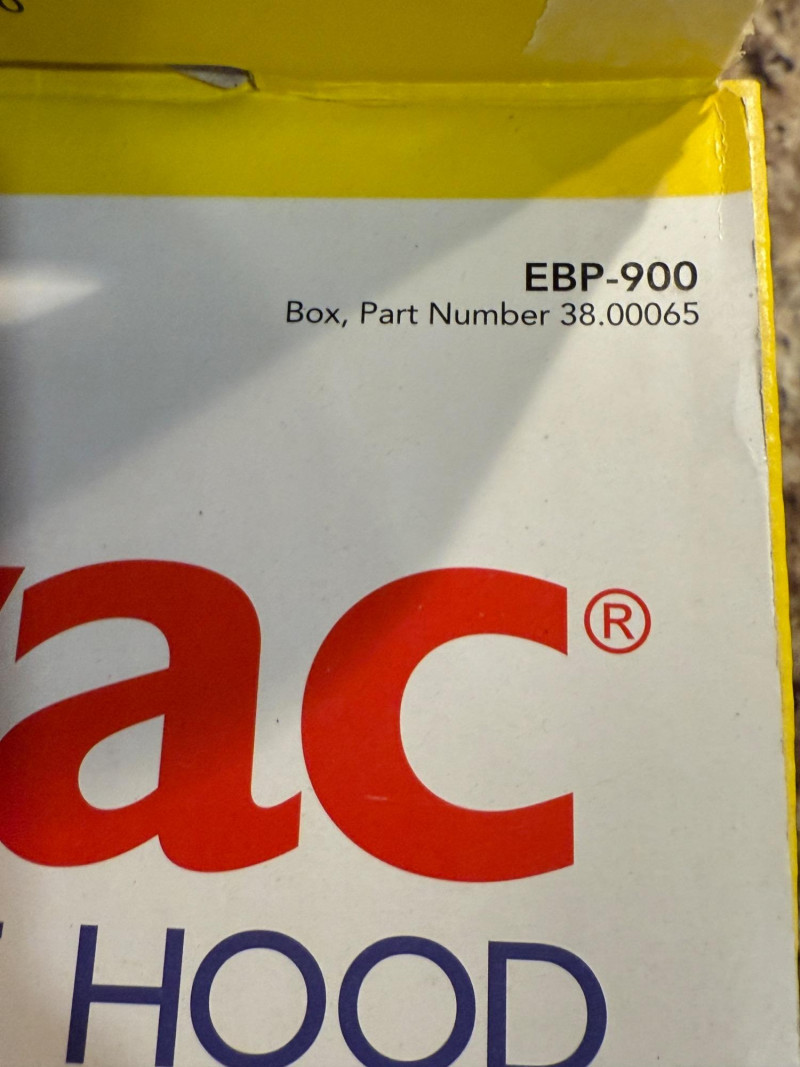 EBP-900
Box, Part Number 38.00065
ac®
HOOD